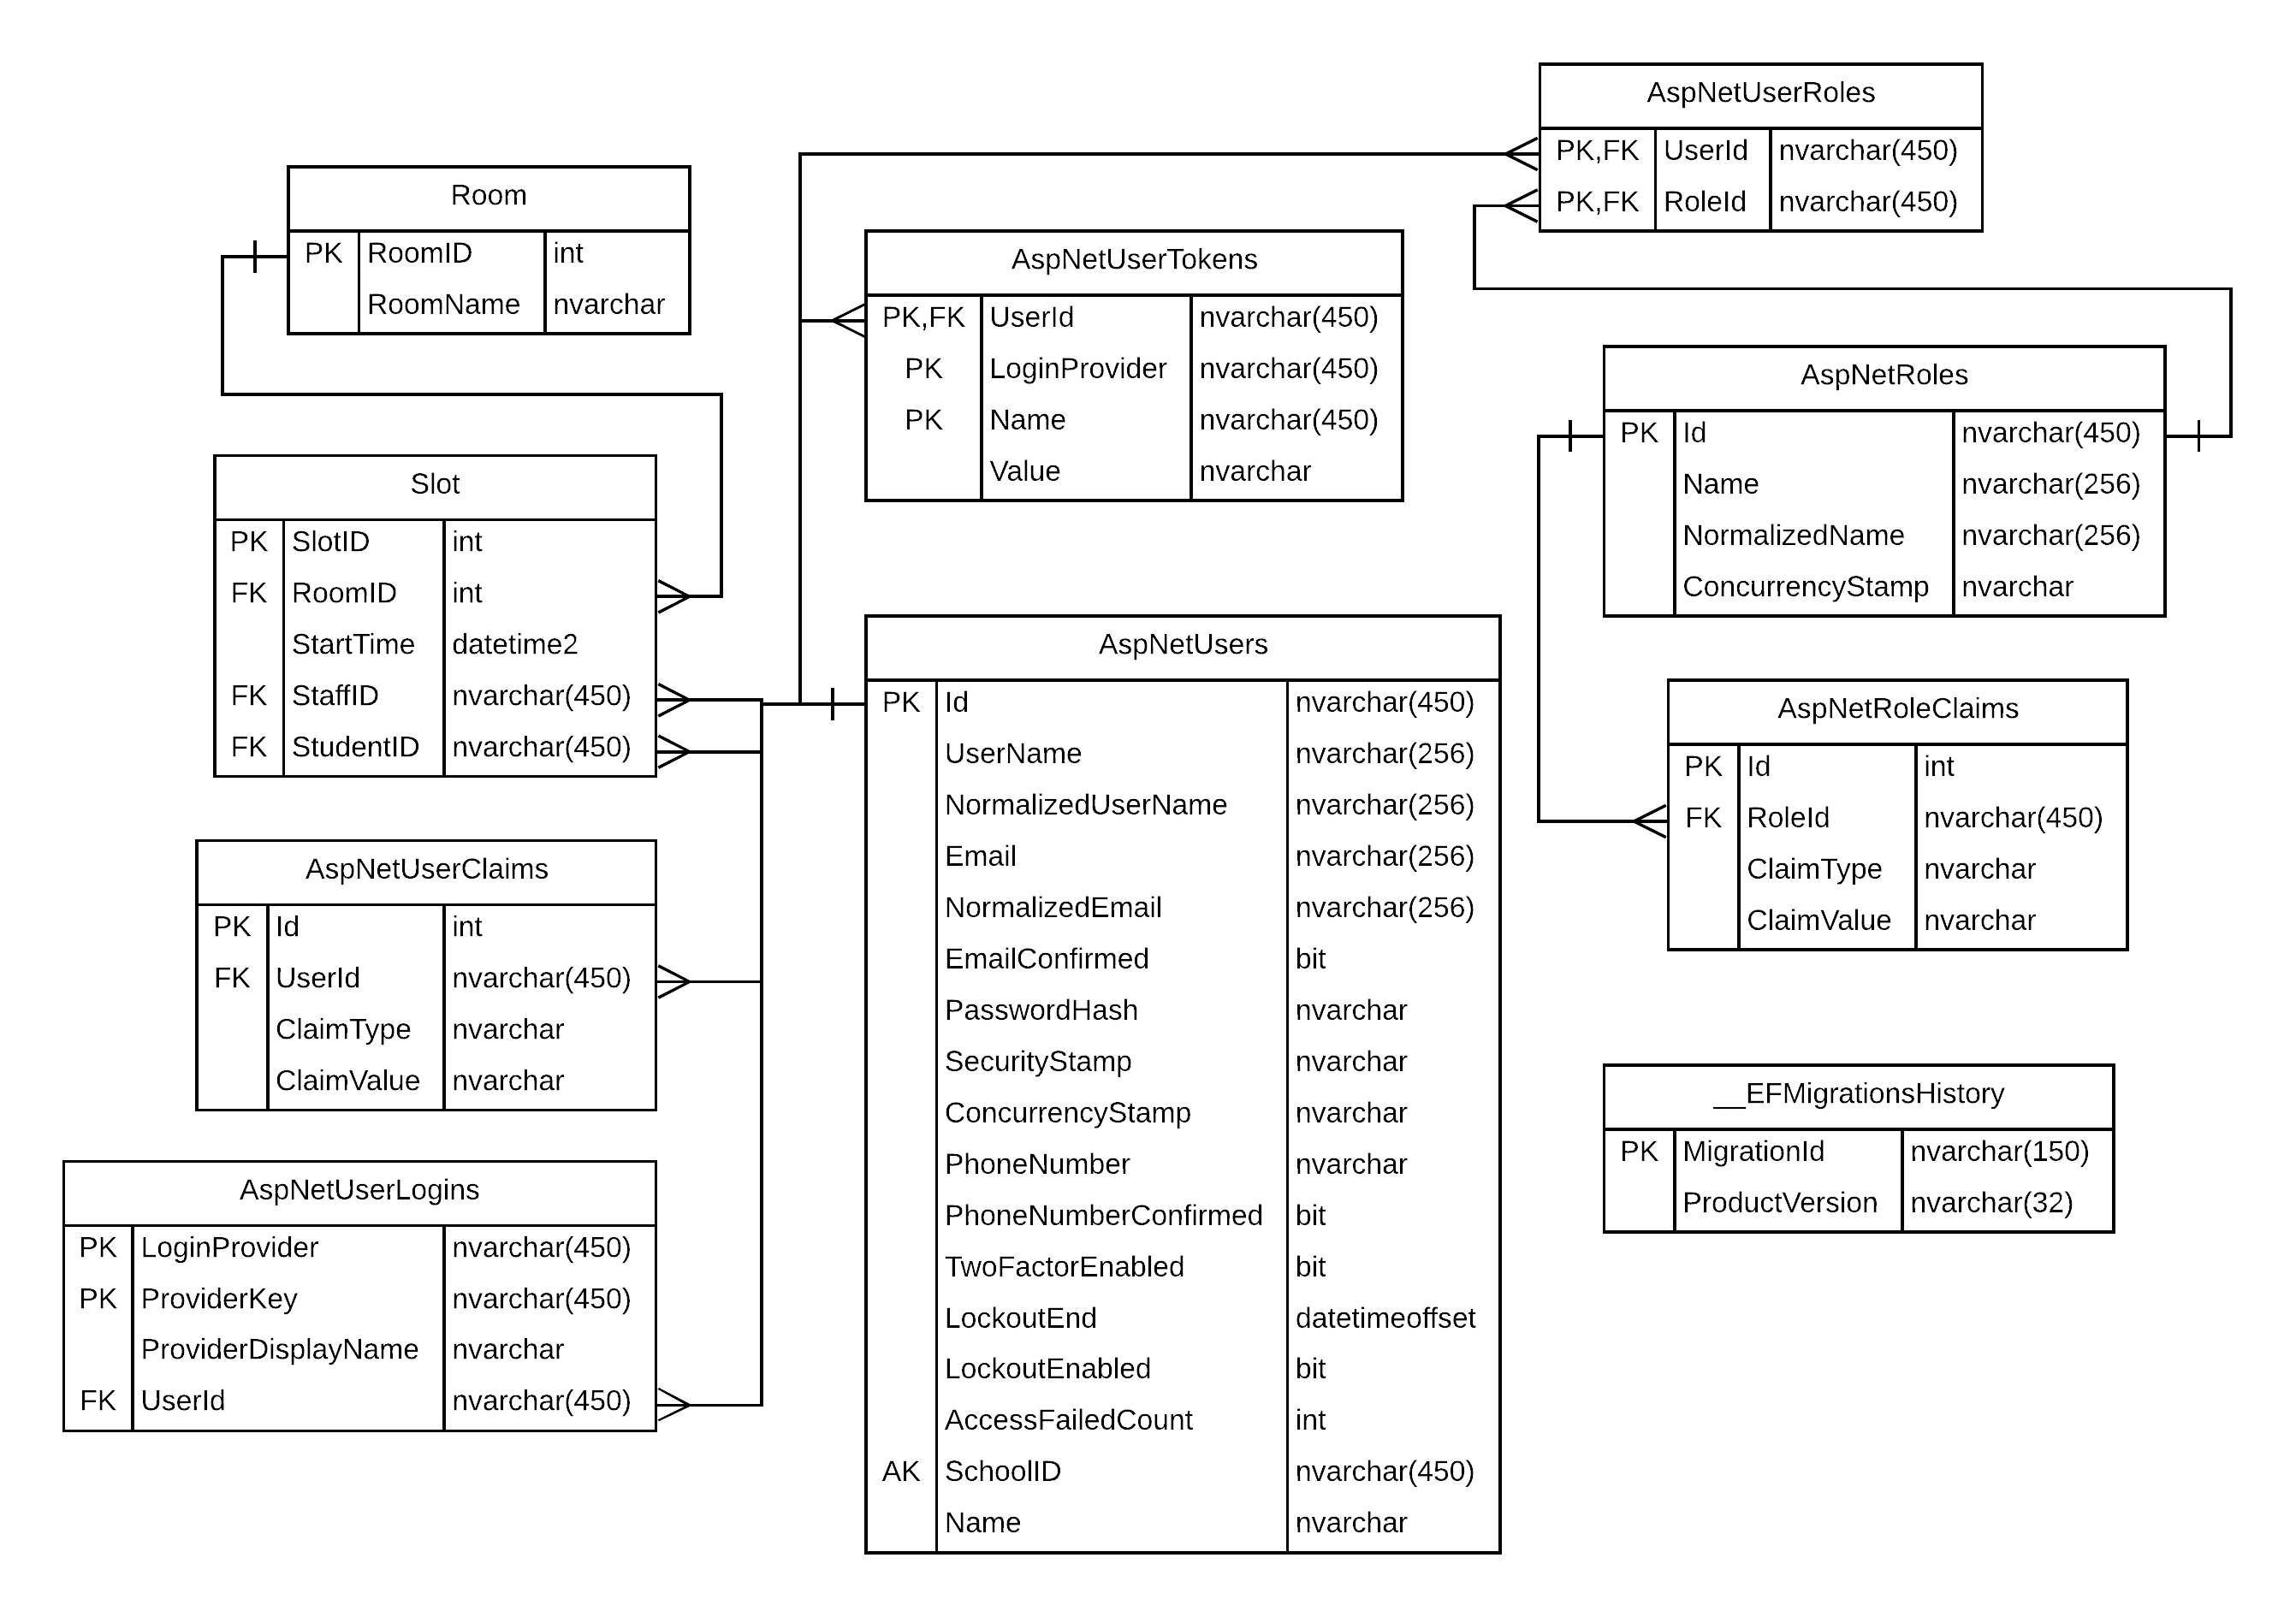 AspNetUserRoles
PK,FK UserId nvarchar(450)
PK,FK RoleId nvarchar(450)
Room
PK RoomID int
RoomName nvarchar
AspNetUserTokens
PK,FK UserId nvarchar(450)
PK LoginProvider nvarchar(450)
PK Name nvarchar(450)
Value nvarchar
AspNetRoles
PK Id nvarchar(450)
Name nvarchar(256)
NormalizedName nvarchar(256)
ConcurrencyStamp nvarchar
Slot
PK SlotID int
FK RoomID int
StartTime datetime2
FK StaffID nvarchar(450)
FK StudentID nvarchar(450)
AspNetUsers
PK Id nvarchar(450)
UserName nvarchar(256)
NormalizedUserName nvarchar(256)
Email nvarchar(256)
NormalizedEmail nvarchar(256)
EmailConfirmed bit
PasswordHash nvarchar
SecurityStamp nvarchar
ConcurrencyStamp nvarchar
PhoneNumber nvarchar
PhoneNumberConfirmed bit
TwoFactorEnabled bit
LockoutEnd datetimeoffset
LockoutEnabled bit
AccessFailedCount int
AK SchoolID nvarchar(450)
Name nvarchar
AspNetRoleClaims
PK Id int
FK RoleId nvarchar(450)
ClaimType nvarchar
ClaimValue nvarchar
AspNetUserClaims
PK Id int
FK UserId nvarchar(450)
ClaimType nvarchar
ClaimValue nvarchar
__EFMigrationsHistory
PK MigrationId nvarchar(150)
ProductVersion nvarchar(32)
AspNetUserLogins
PK LoginProvider nvarchar(450)
PK ProviderKey nvarchar(450)
ProviderDisplayName nvarchar
FK UserId nvarchar(450)